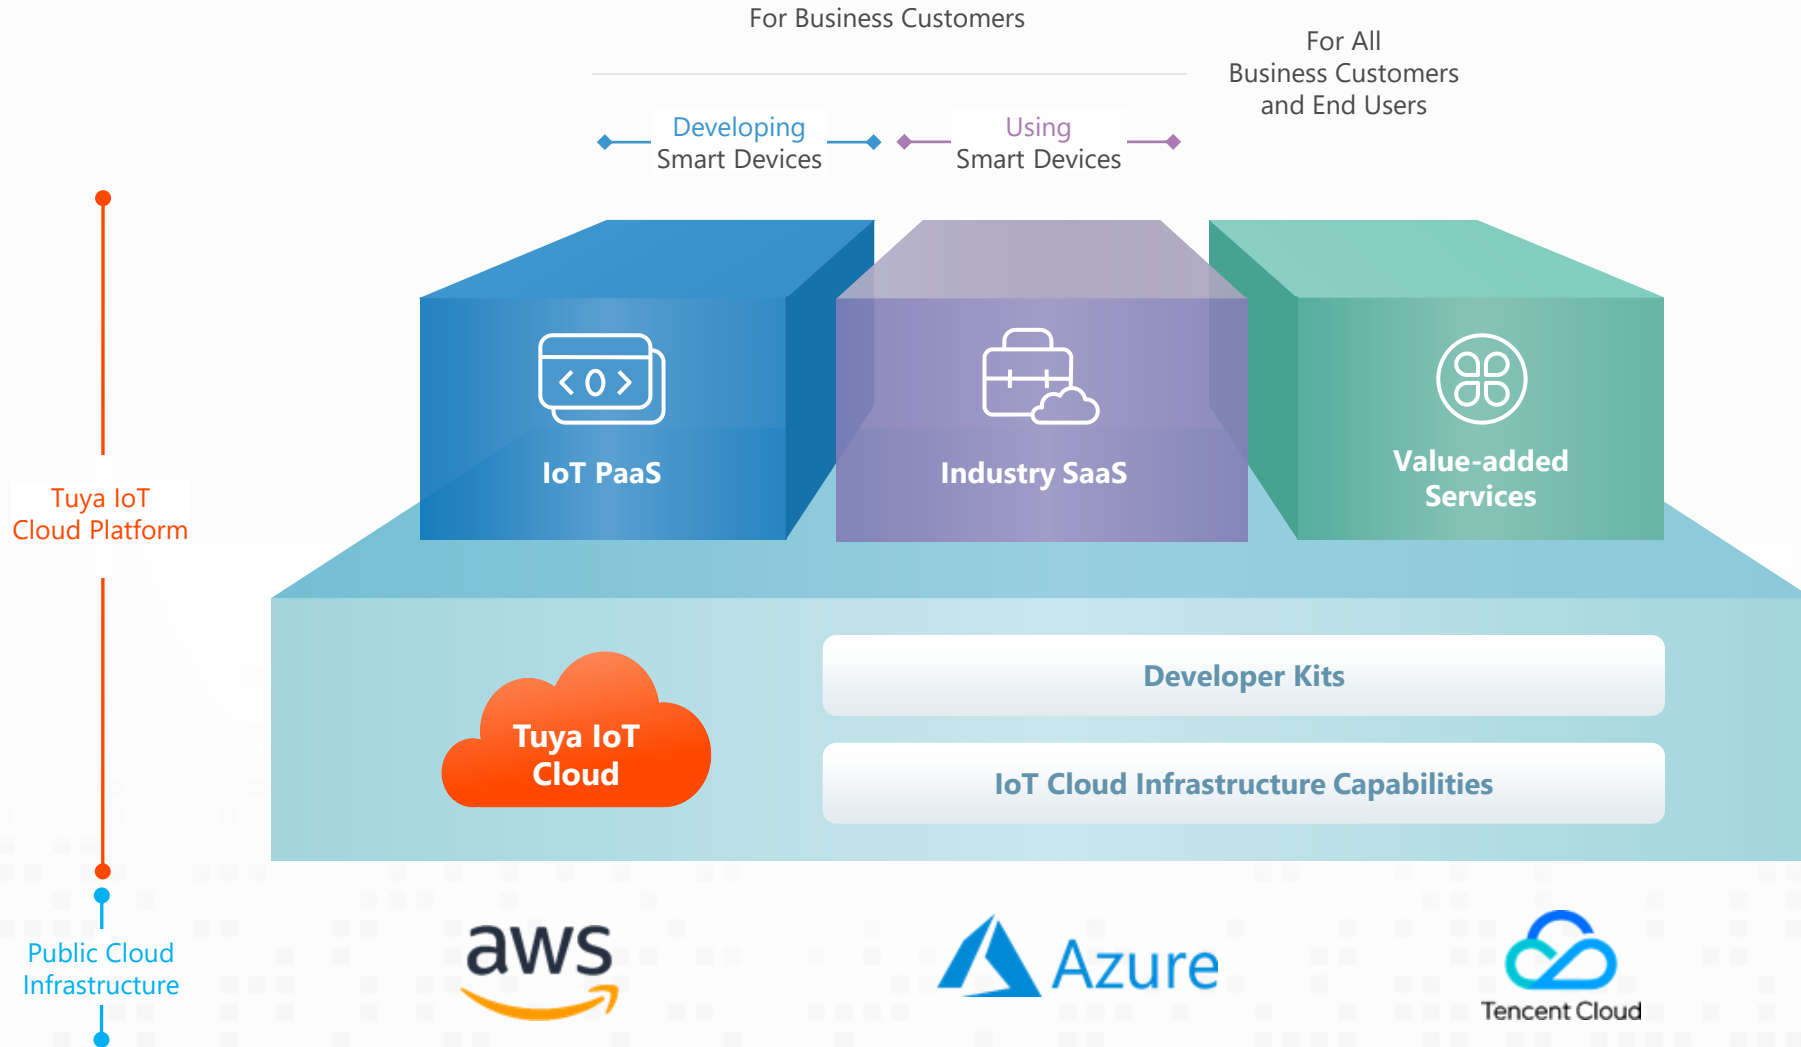 For Business Customers
For All
Business Customers
and End Users
Developing
Smart Devices
Using
Smart Devices
IoT PaaS
Industry SaaS
Value-added
Services
Tuya IoT
Cloud Platform
Developer Kits
Tuya IoT
Cloud
IoT Cloud Infrastructure Capabilities
Public Cloud
Infrastructure
aws
Azure
Tencent Cloud